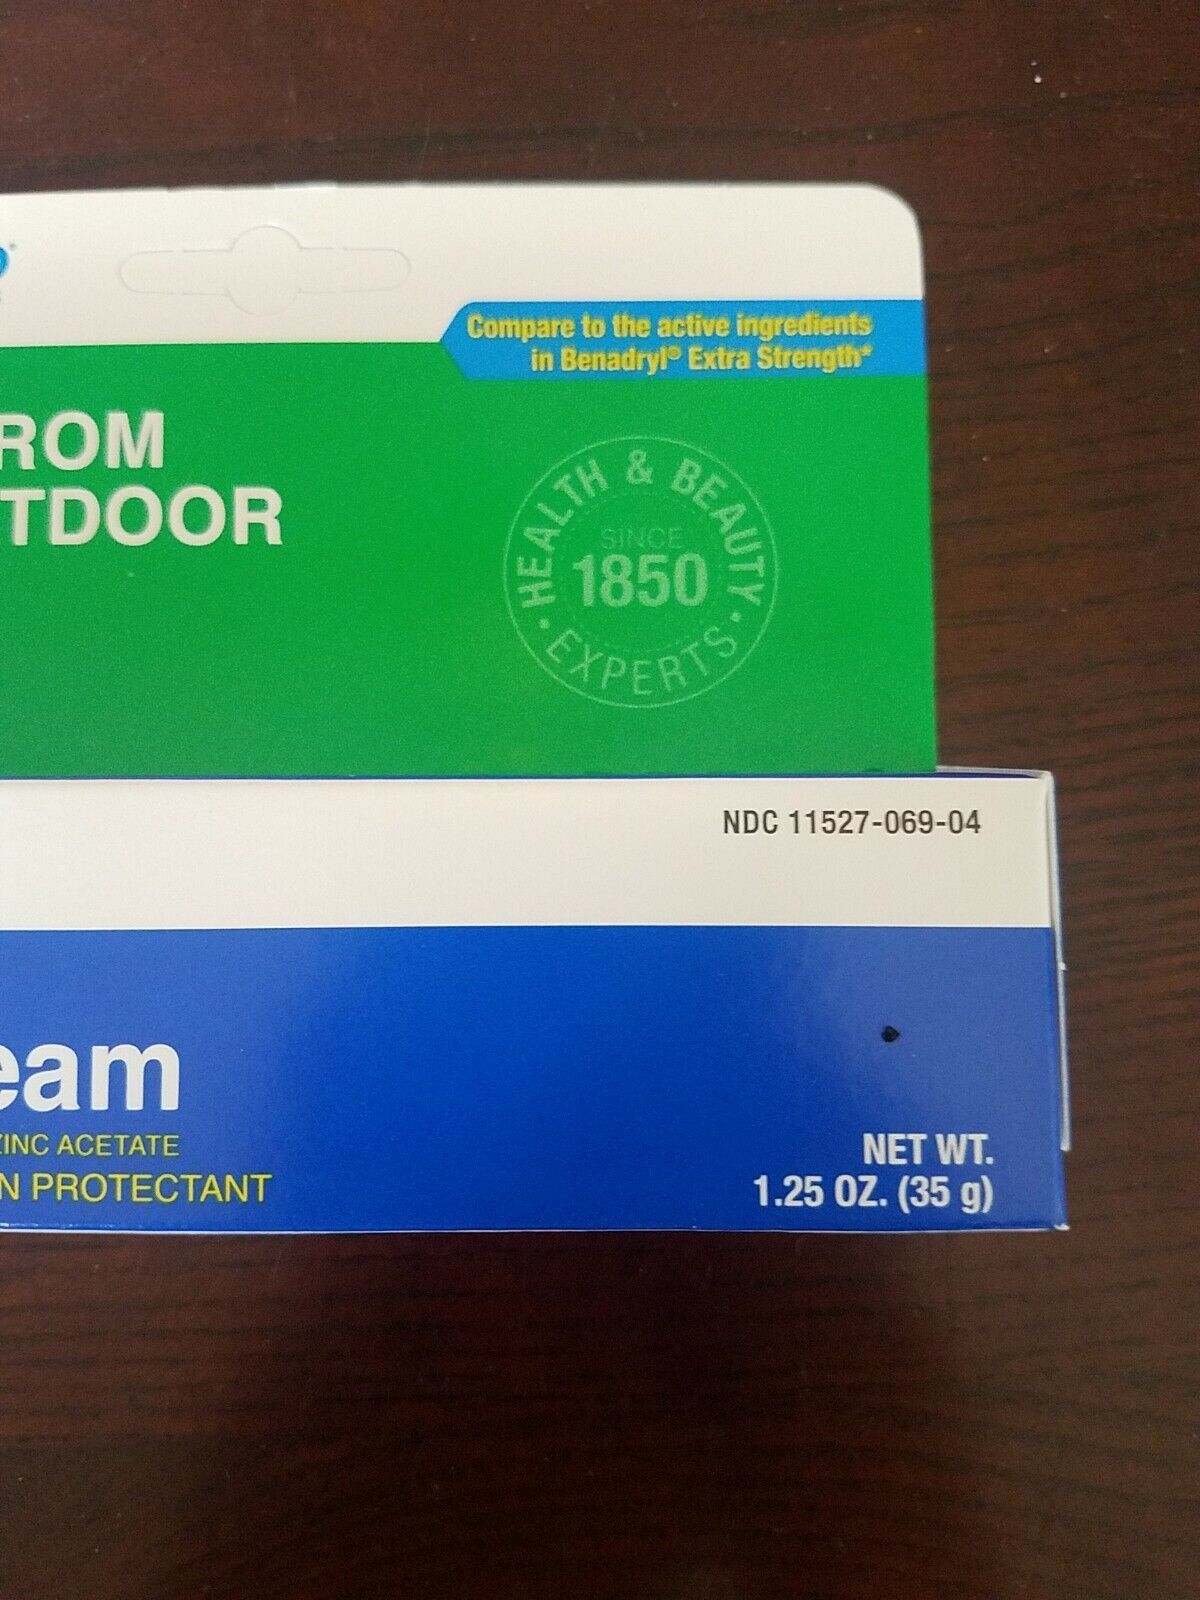 Compare to the active ingredients
in Benadryl® Extra Strength*
ROM
TDOOR
HEALTH & BEAUTY
SINCE
1850
• EXPERTS •
NDC 11527-069-04
eam
ZINC ACETATE
N PROTECTANT
NET WT.
1.25 OZ. (35 g)